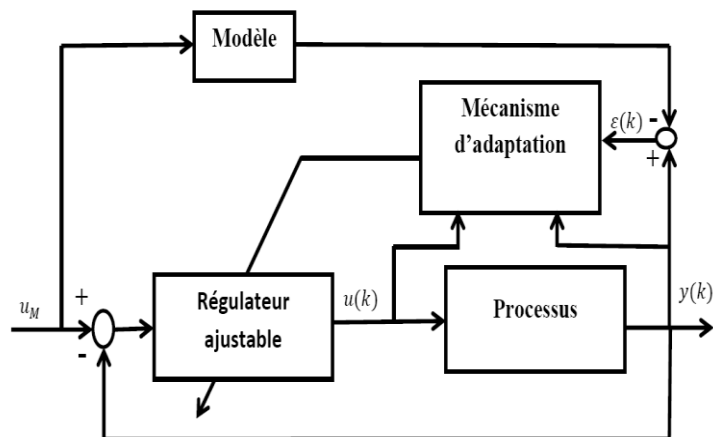 Modèle
Mécanisme
d'adaptation
ε(k)
-
+
u_M
+
-
Régulateur
ajustable
u(k)
Processus
y(k)